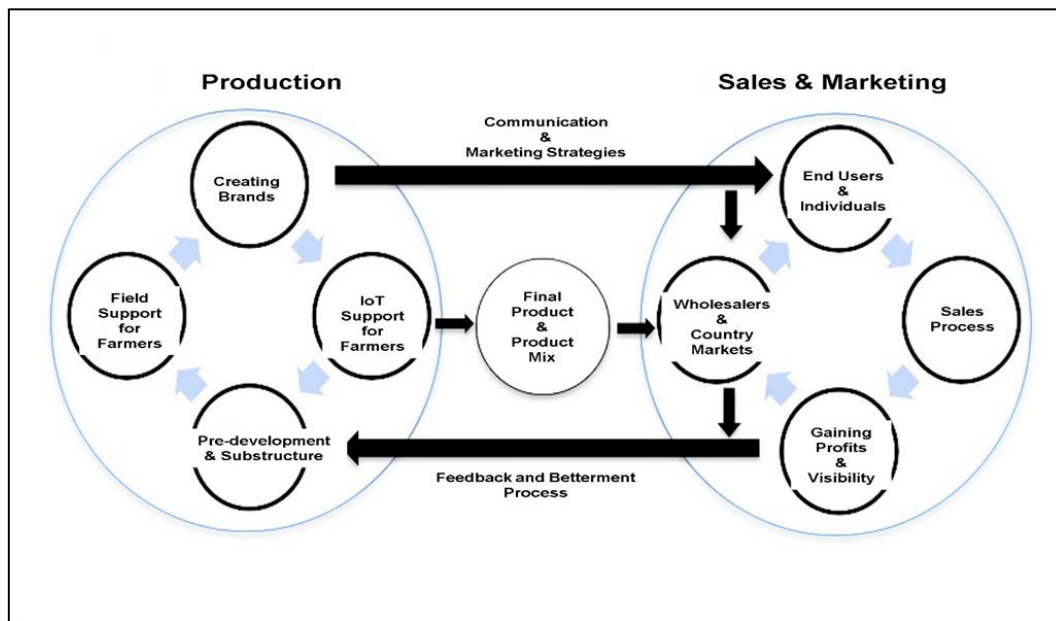 Production
Sales & Marketing
Communication
&
Marketing Strategies
Creating
Brands
End Users
&
Individuals
Field
Support
for
Farmers
IoT
Support
for
Farmers
Final
Product
&
Product
Mix
Wholesalers
&
Country
Markets
Sales
Process
Pre-development
& Substructure
Gaining
Profits
&
Visibility
Feedback and Betterment
Process